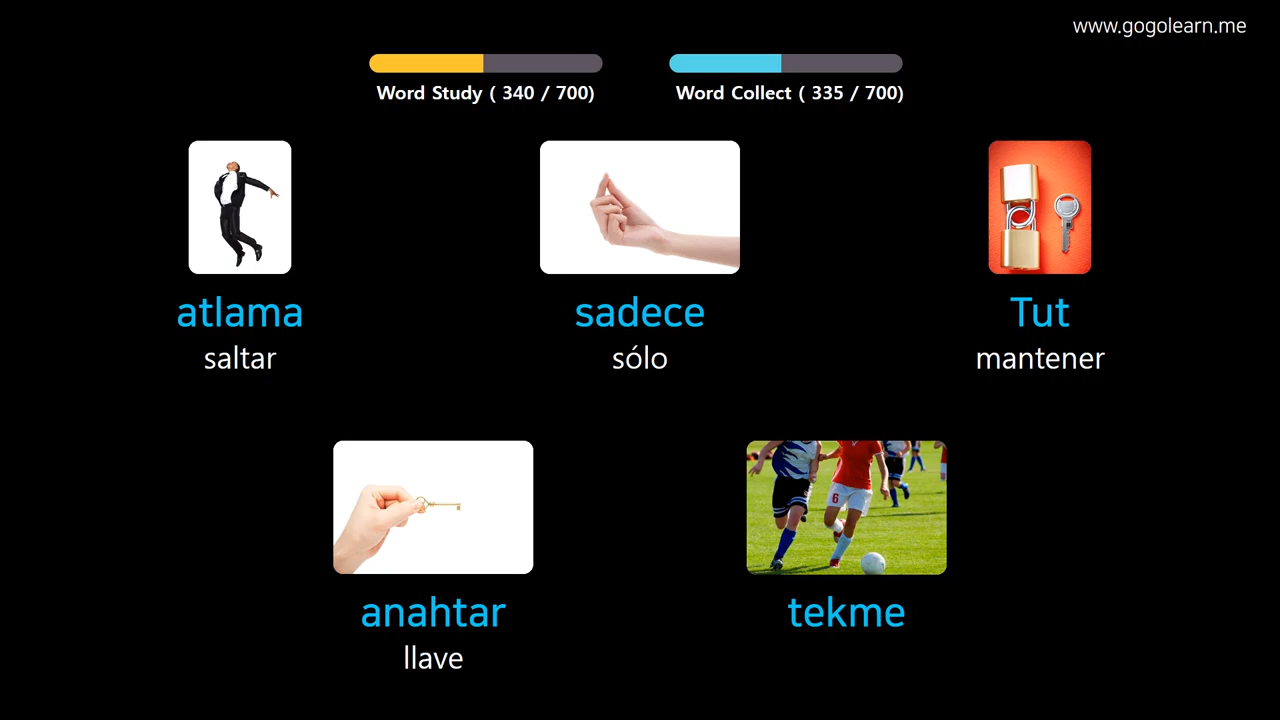 www.gogolearn.me
Word Study ( 340 / 700)
Word Collect ( 335 / 700)
atlama
saltar
sadece
sólo
Tut
mantener
anahtar
llave
tekme
6